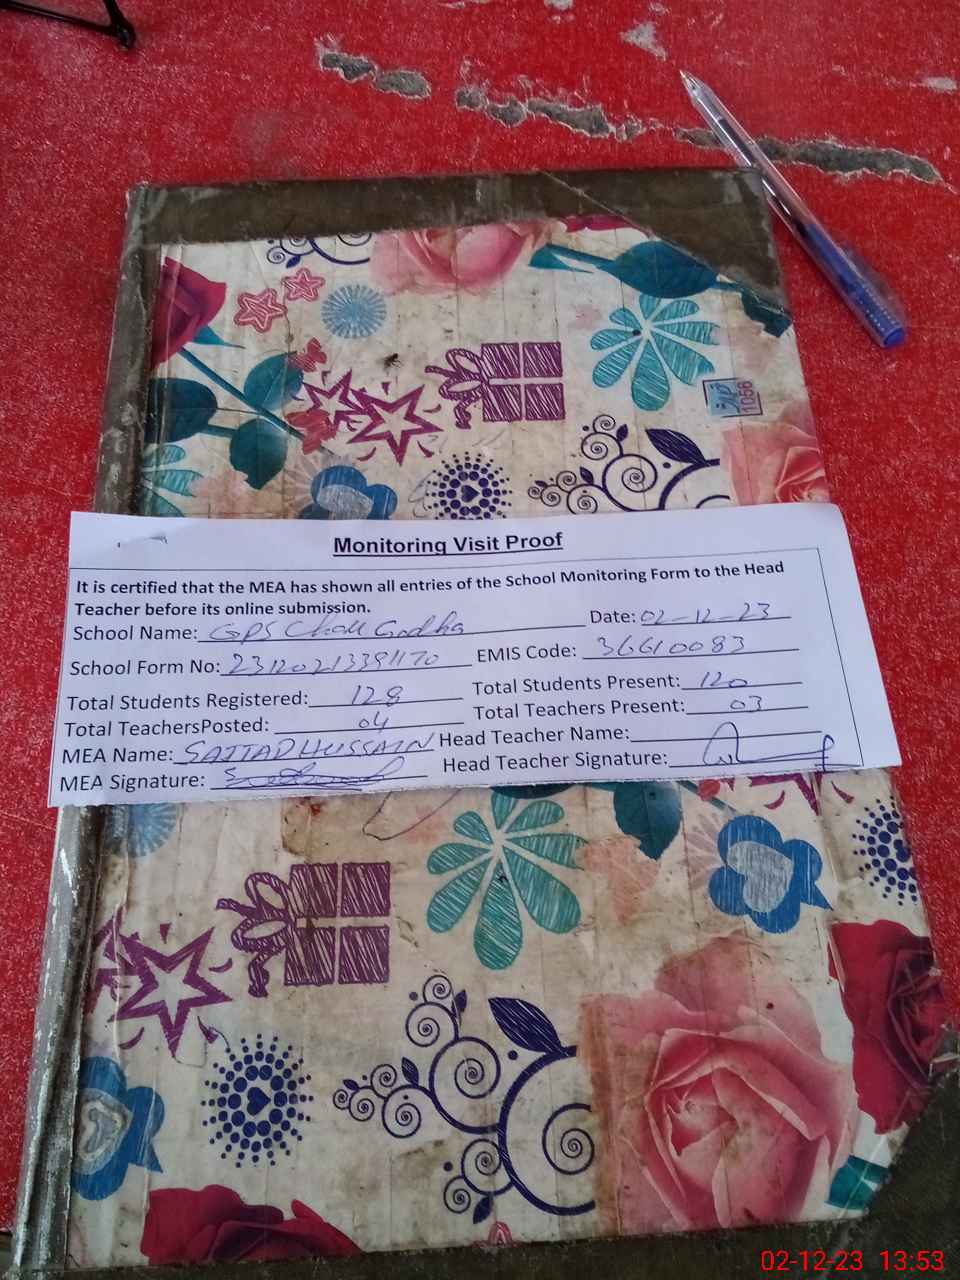 1056
Monitoring Visit Proof
It is certified that the MEA has shown all entries of the School Monitoring Form to the Head
Teacher before its online submission.
School Name: GPS Chak Date: 02-12-23
School Form No: EMIS Code: 36610083
Total Students Registered: 128 Total Students Present: 120
Total TeachersPosted: 04 Total Teachers Present: 03
MEA Name: SAJJAD HUSSAIN Head Teacher Name:
MEA Signature: Head Teacher Signature:
02-12-23 13:53